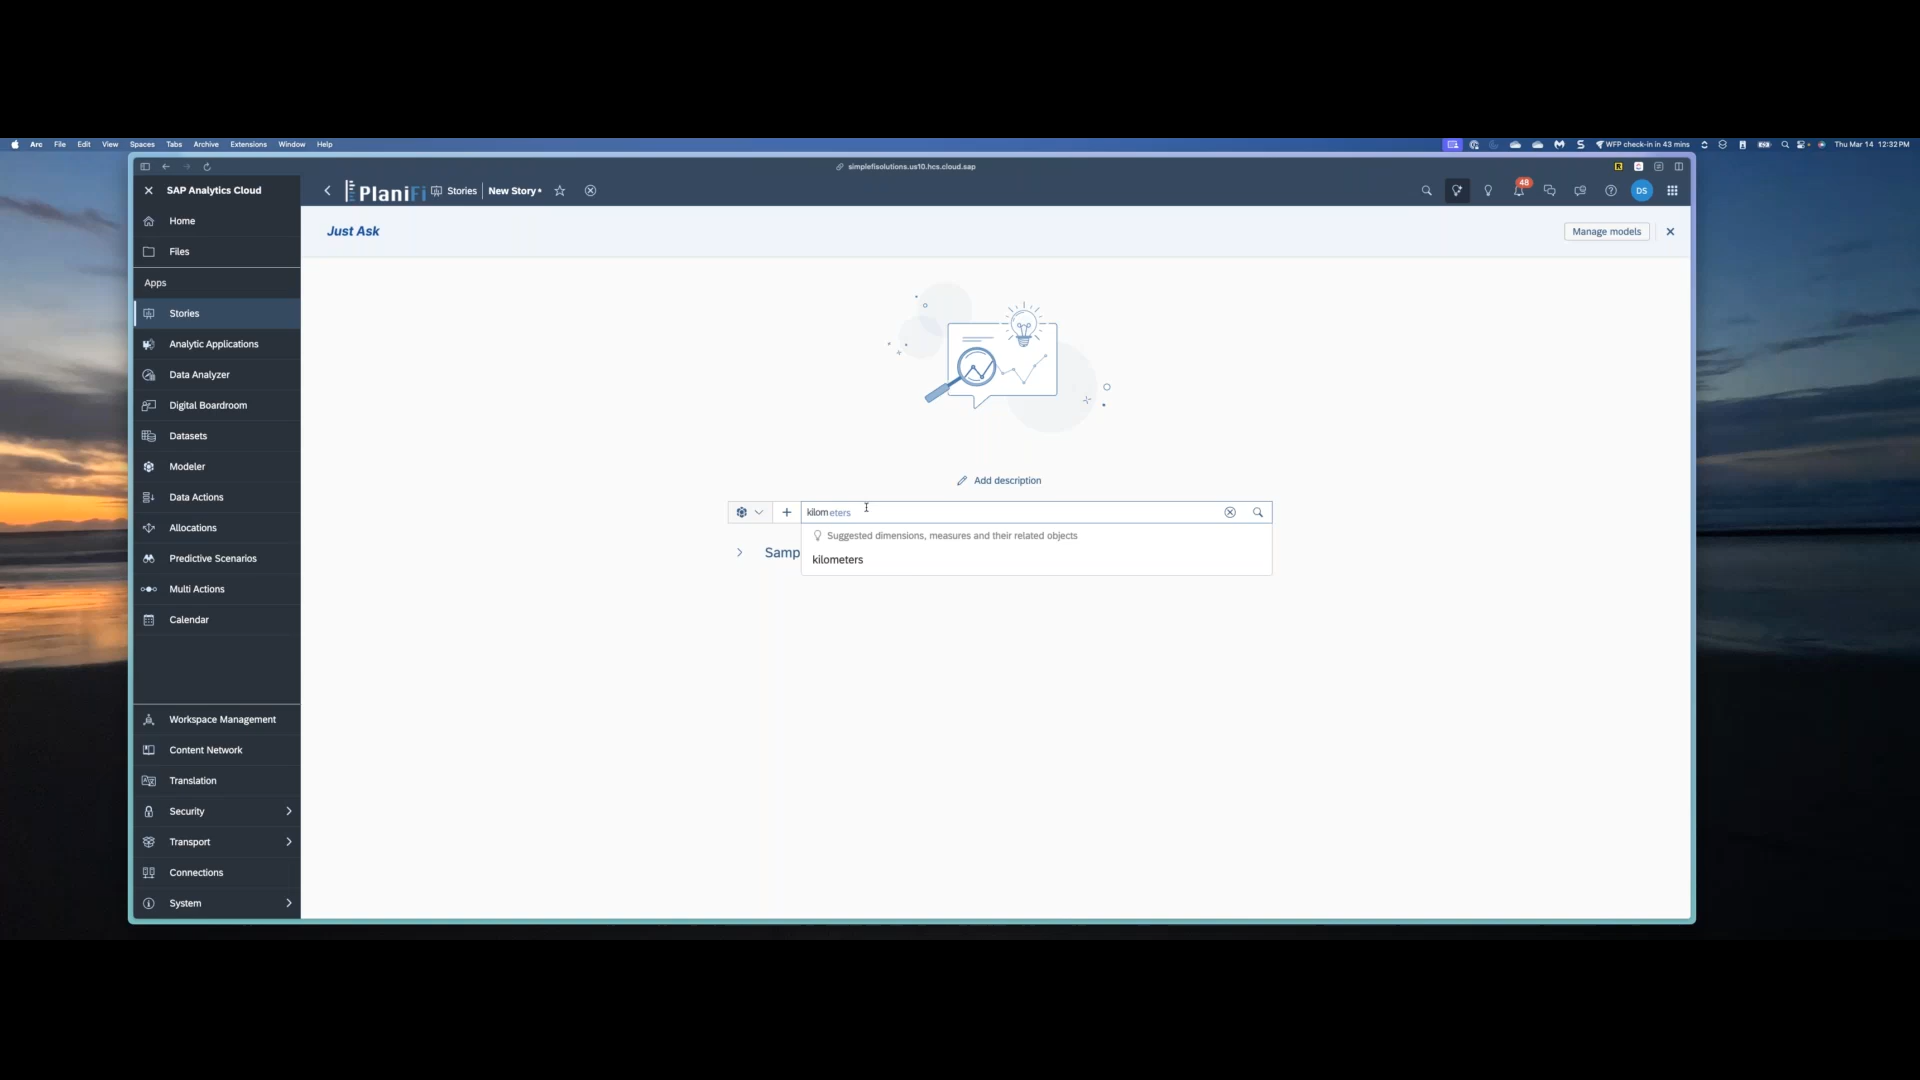 Arc File Edit View Spaces Tabs Archive Extensions Window Help
WFP check-in in 43 mins
Thu Mar 14 12:32 PM
simplefisolutions.us10.hcs.cloud.sap
SAP Analytics Cloud
PlaniFi
Stories
New Story*
48
DS
Home
Files
Apps
Stories
Analytic Applications
Data Analyzer
Digital Boardroom
Datasets
Modeler
Data Actions
Allocations
Predictive Scenarios
Multi Actions
Calendar
Workspace Management
Content Network
Translation
Security
Transport
Connections
System
Just Ask
Manage models
Add description
kilometers
Suggested dimensions, measures and their related objects
Samp
kilometers